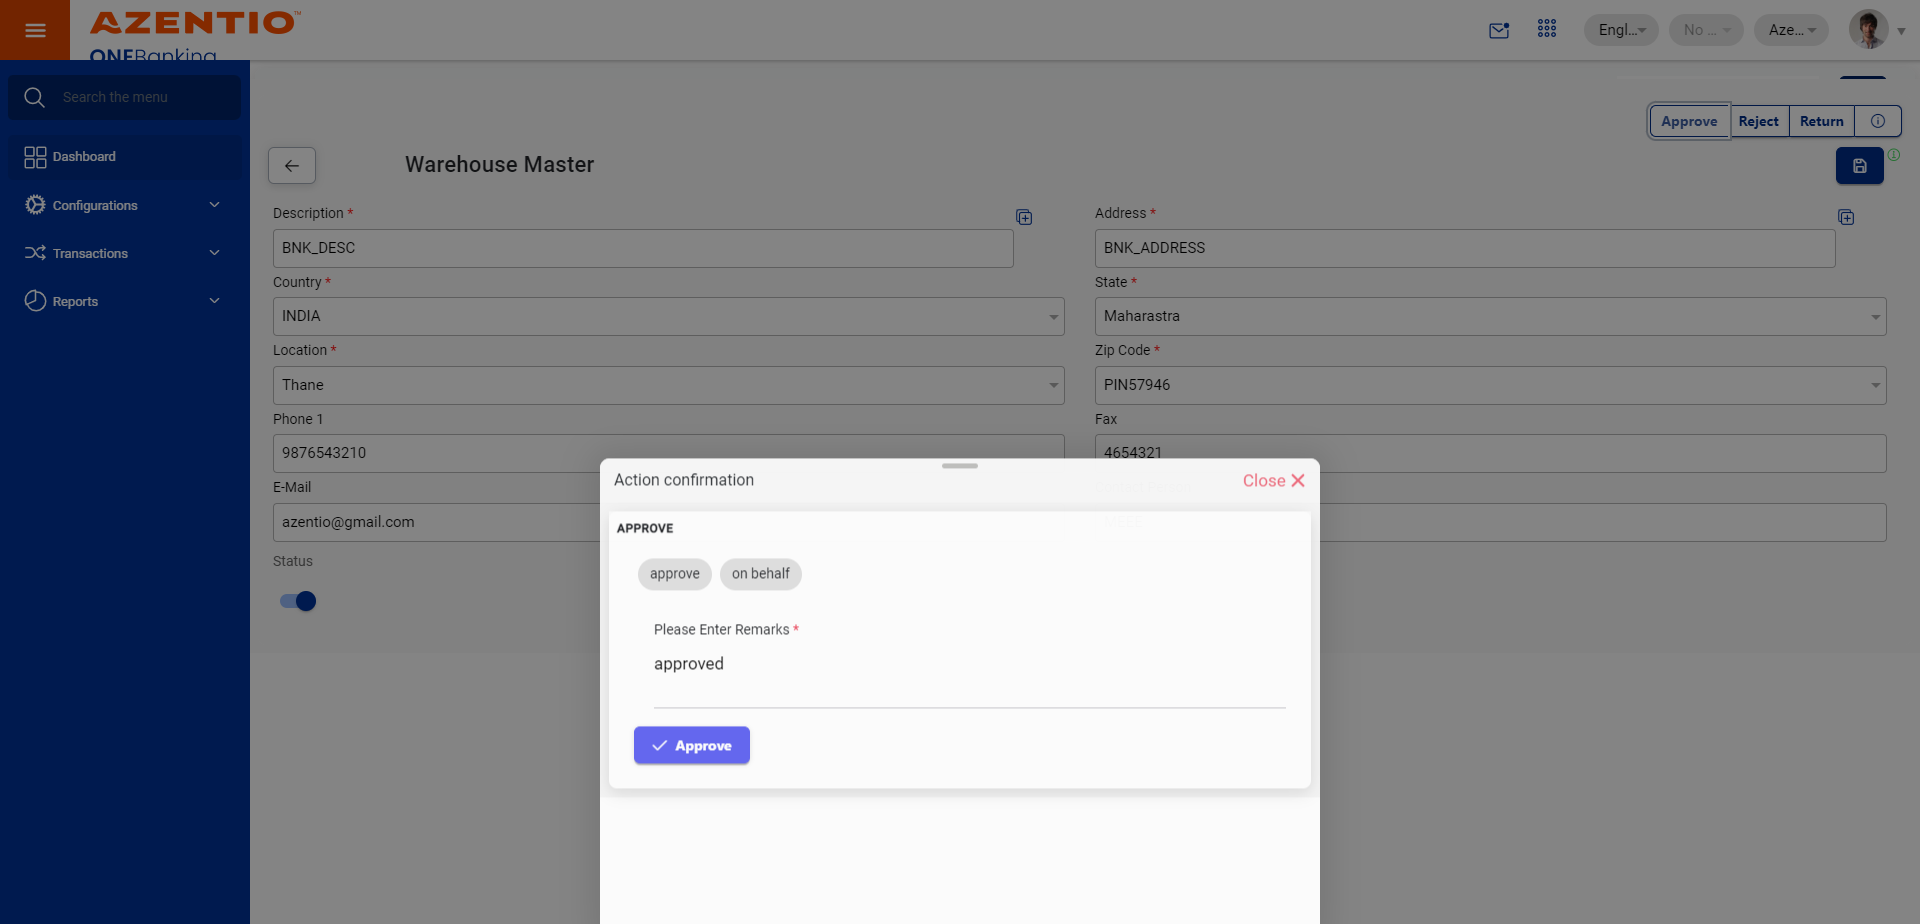 AZENTIO™
ONEBanking
Engl...
No ...
Aze...
Search the menu
Dashboard
Configurations
Transactions
Reports
Approve
Reject
Return
Warehouse Master
Description *
BNK_DESC
Address *
BNK_ADDRESS
Country *
INDIA
State *
Maharastra
Location *
Thane
Zip Code *
PIN57946
Phone 1
9876543210
Fax
4654321
E-Mail
azentio@gmail.com
Status
Action confirmation
Close
APPROVE
approve
on behalf
Please Enter Remarks *
approved
Approve